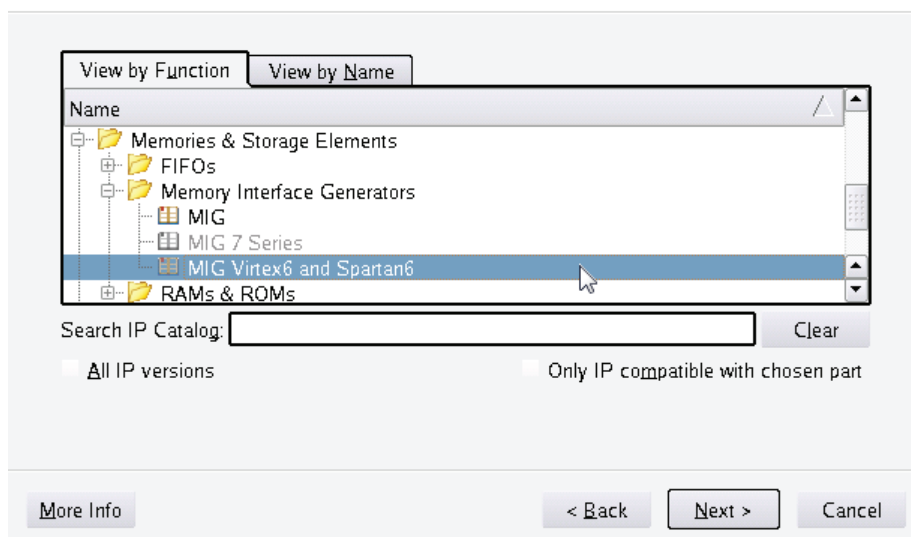 View by Function View by Name
Name
Memories & Storage Elements
FIFOs
Memory Interface Generators
MIG
MIG 7 Series
MIG Virtex6 and Spartan6
RAMs & ROMs
Search IP Catalog: Clear
All IP versions Only IP compatible with chosen part
More Info < Back Next > Cancel